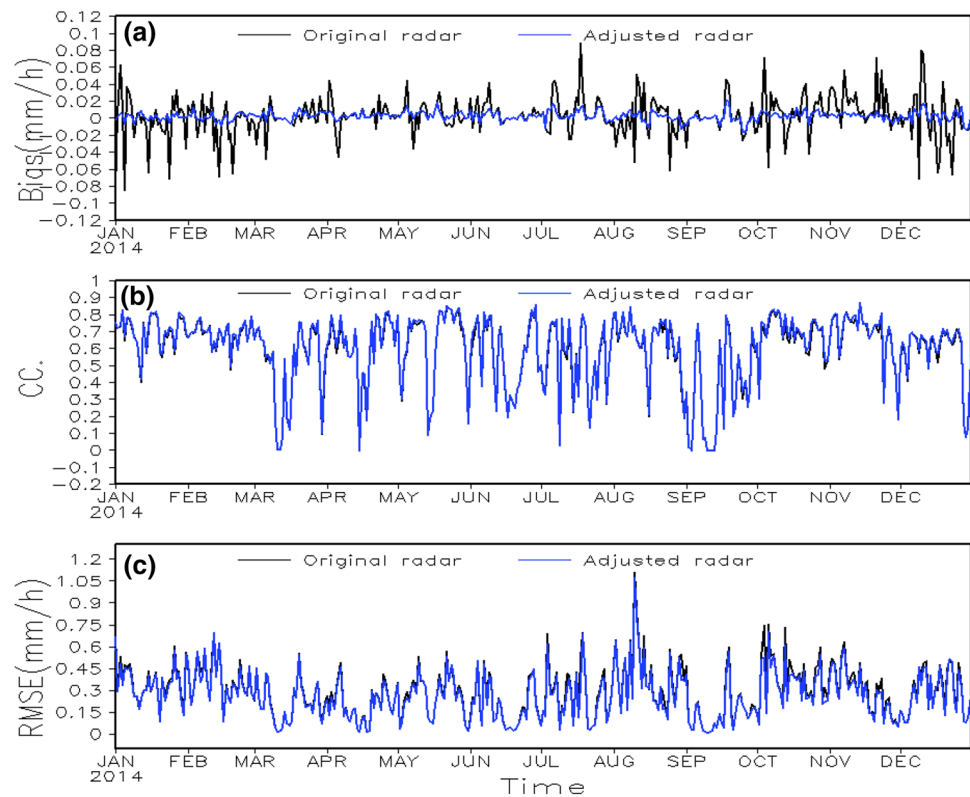 (a)
Original radar
Adjusted radar
Bias(mm/h)
0.12
0.1
0.08
0.06
0.04
0.02
0
−0.02
−0.04
−0.06
−0.08
−0.1
−0.12
JAN
2014
FEB
MAR
APR
MAY
JUN
JUL
AUG
SEP
OCT
NOV
DEC
(b)
Original radar
Adjusted radar
CC.
1
0.9
0.8
0.7
0.6
0.5
0.4
0.3
0.2
0.1
0
−0.1
−0.2
JAN
2014
FEB
MAR
APR
MAY
JUN
JUL
AUG
SEP
OCT
NOV
DEC
(c)
Original radar
Adjusted radar
RMSE(mm/h)
1.2
1.05
0.9
0.75
0.6
0.45
0.3
0.15
0
JAN
2014
FEB
MAR
APR
MAY
JUN
JUL
AUG
SEP
OCT
NOV
DEC
Time